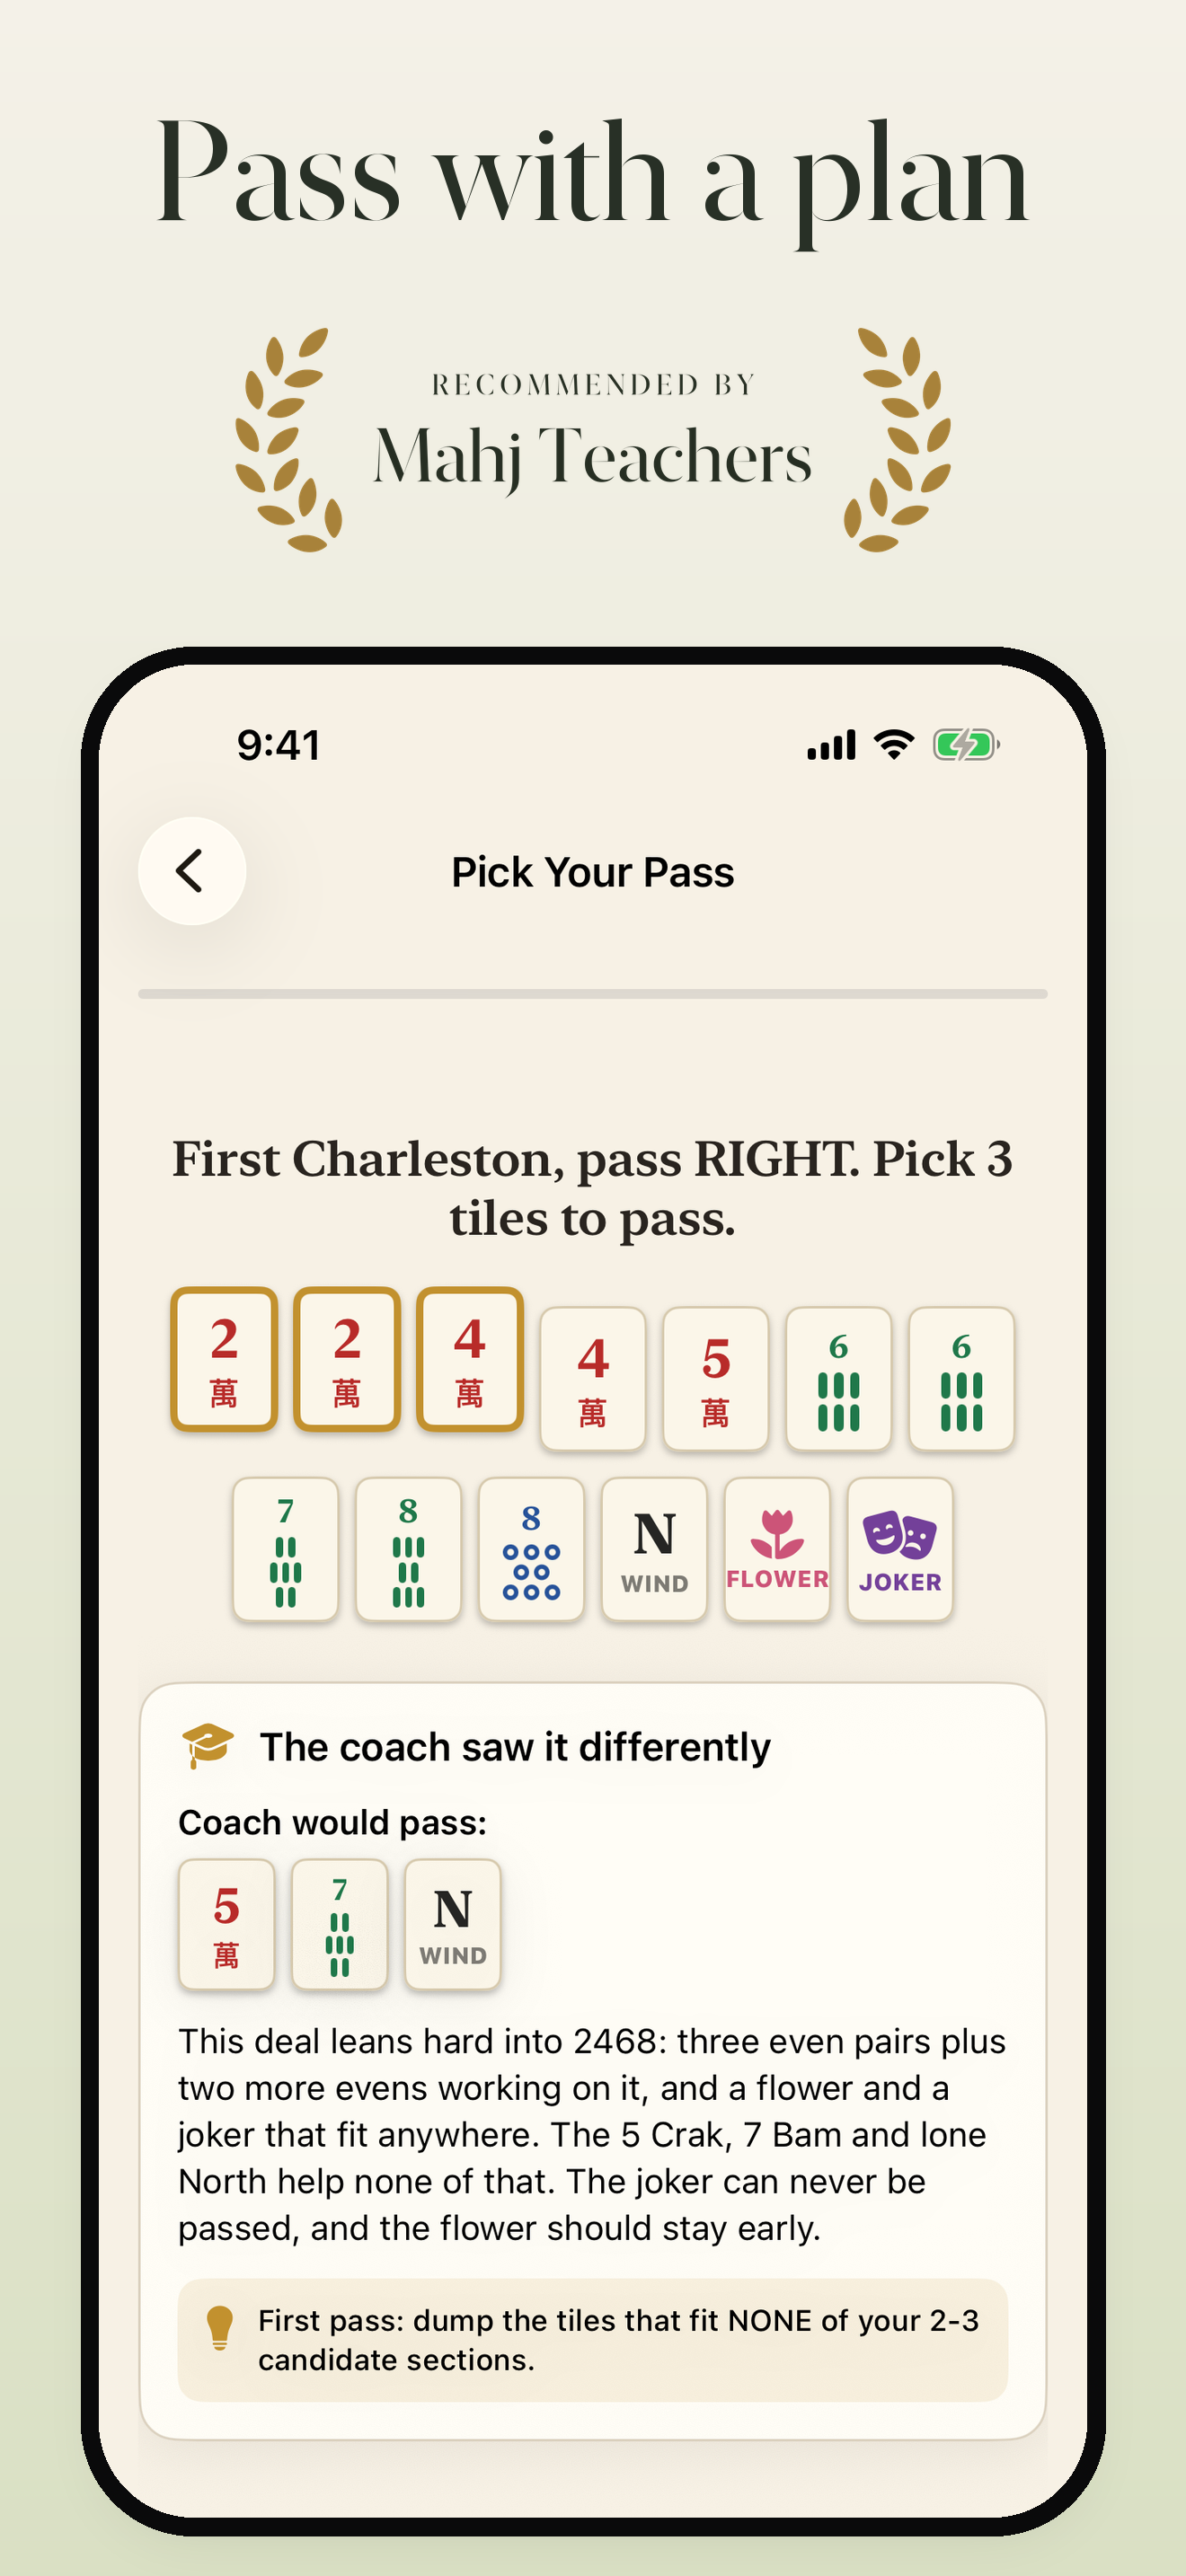 Pass with a plan
RECOMMENDED BY
Mahj Teachers
9:41
Pick Your Pass
First Charleston, pass RIGHT. Pick 3
tiles to pass.
2 2 4 4 5 6 6
萬 萬 萬 萬 萬
7 8 8 N FLOWER JOKER
WIND
The coach saw it differently
Coach would pass:
5 7 N
萬 WIND
This deal leans hard into 2468: three even pairs plus
two more evens working on it, and a flower and a
joker that fit anywhere. The 5 Crak, 7 Bam and lone
North help none of that. The joker can never be
passed, and the flower should stay early.
First pass: dump the tiles that fit NONE of your 2-3
candidate sections.